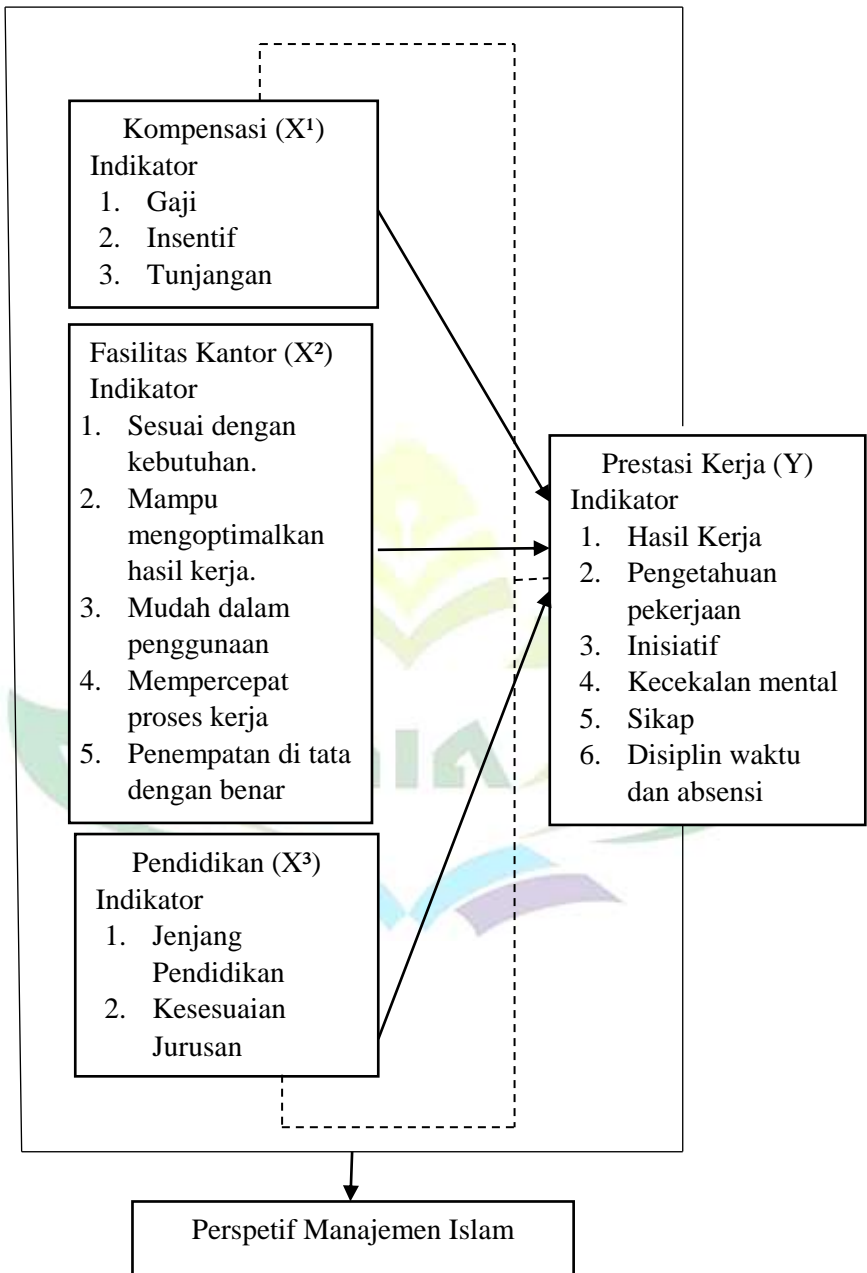 Kompensasi (X¹)
Indikator
1. Gaji
2. Insentif
3. Tunjangan
Fasilitas Kantor (X²)
Indikator
1. Sesuai dengan
kebutuhan.
2. Mampu
mengoptimalkan
hasil kerja.
3. Mudah dalam
penggunaan
4. Mempercepat
proses kerja
5. Penempatan di tata
dengan benar
Pendidikan (X³)
Indikator
1. Jenjang
Pendidikan
2. Kesesuaian
Jurusan
Prestasi Kerja (Y)
Indikator
1. Hasil Kerja
2. Pengetahuan
pekerjaan
3. Inisiatif
4. Kecekalan mental
5. Sikap
6. Disiplin waktu
dan absensi
Perspetif Manajemen Islam